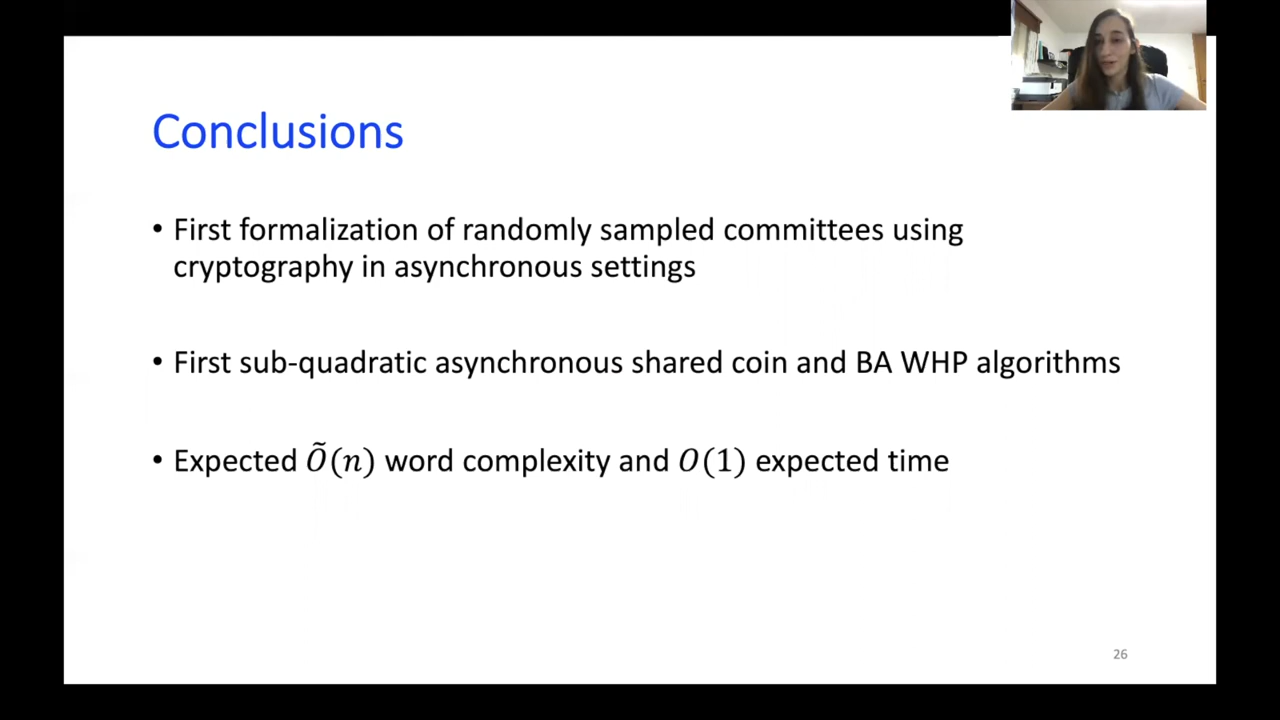 Conclusions
• First formalization of randomly sampled committees using
cryptography in asynchronous settings
• First sub-quadratic asynchronous shared coin and BA WHP algorithms
• Expected Õ(n) word complexity and O(1) expected time
26